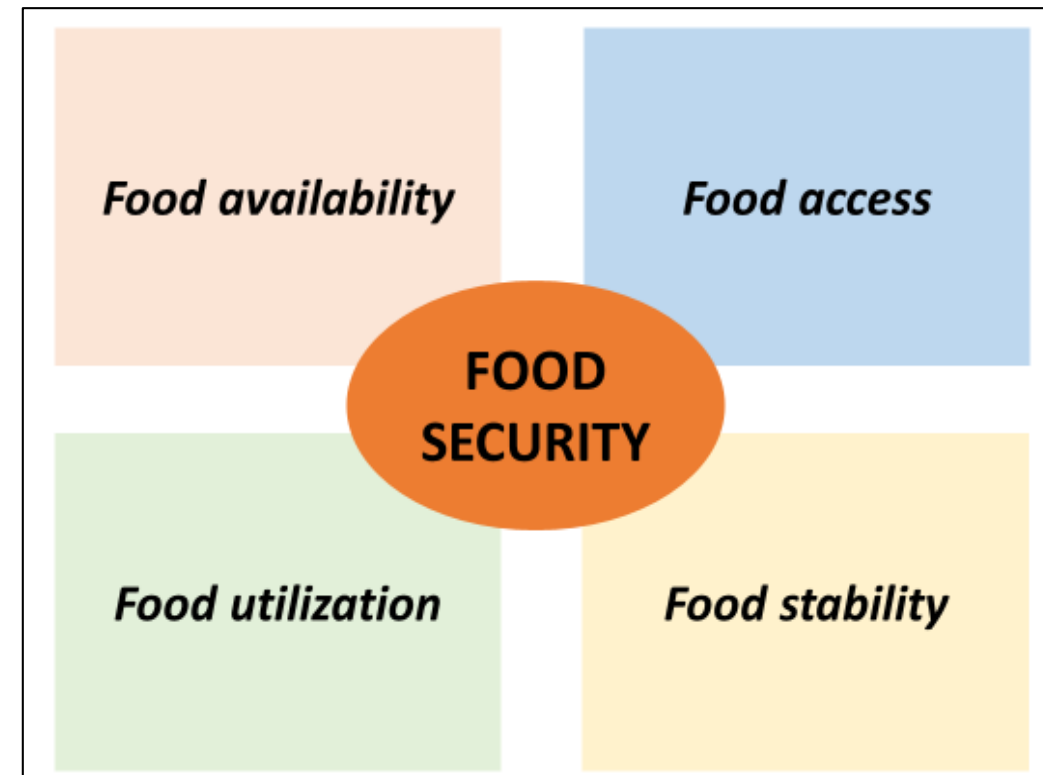 Food availability
Food access
FOOD
SECURITY
Food utilization
Food stability